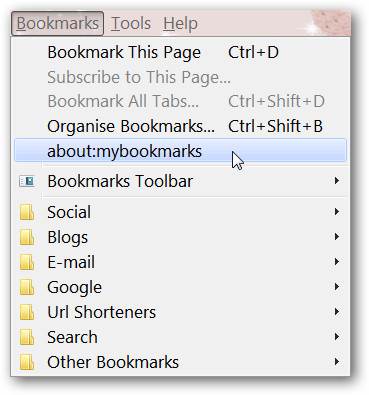 Bookmarks Tools Help
Bookmark This Page Ctrl+D
Subscribe to This Page...
Bookmark All Tabs... Ctrl+Shift+D
Organise Bookmarks... Ctrl+Shift+B
about:mybookmarks
Bookmarks Toolbar
Social
Blogs
E-mail
Google
Url Shorteners
Search
Other Bookmarks